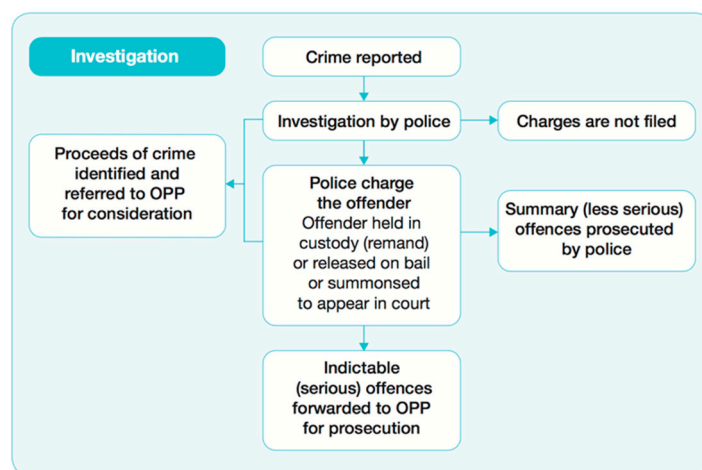 Investigation
Crime reported
Investigation by police
Charges are not filed
Proceeds of crime
identified and
referred to OPP
for consideration
Police charge
the offender
Offender held in
custody (remand)
or released on bail
or summonsed
to appear in court
Summary (less serious)
offences prosecuted
by police
Indictable
(serious) offences
forwarded to OPP
for prosecution